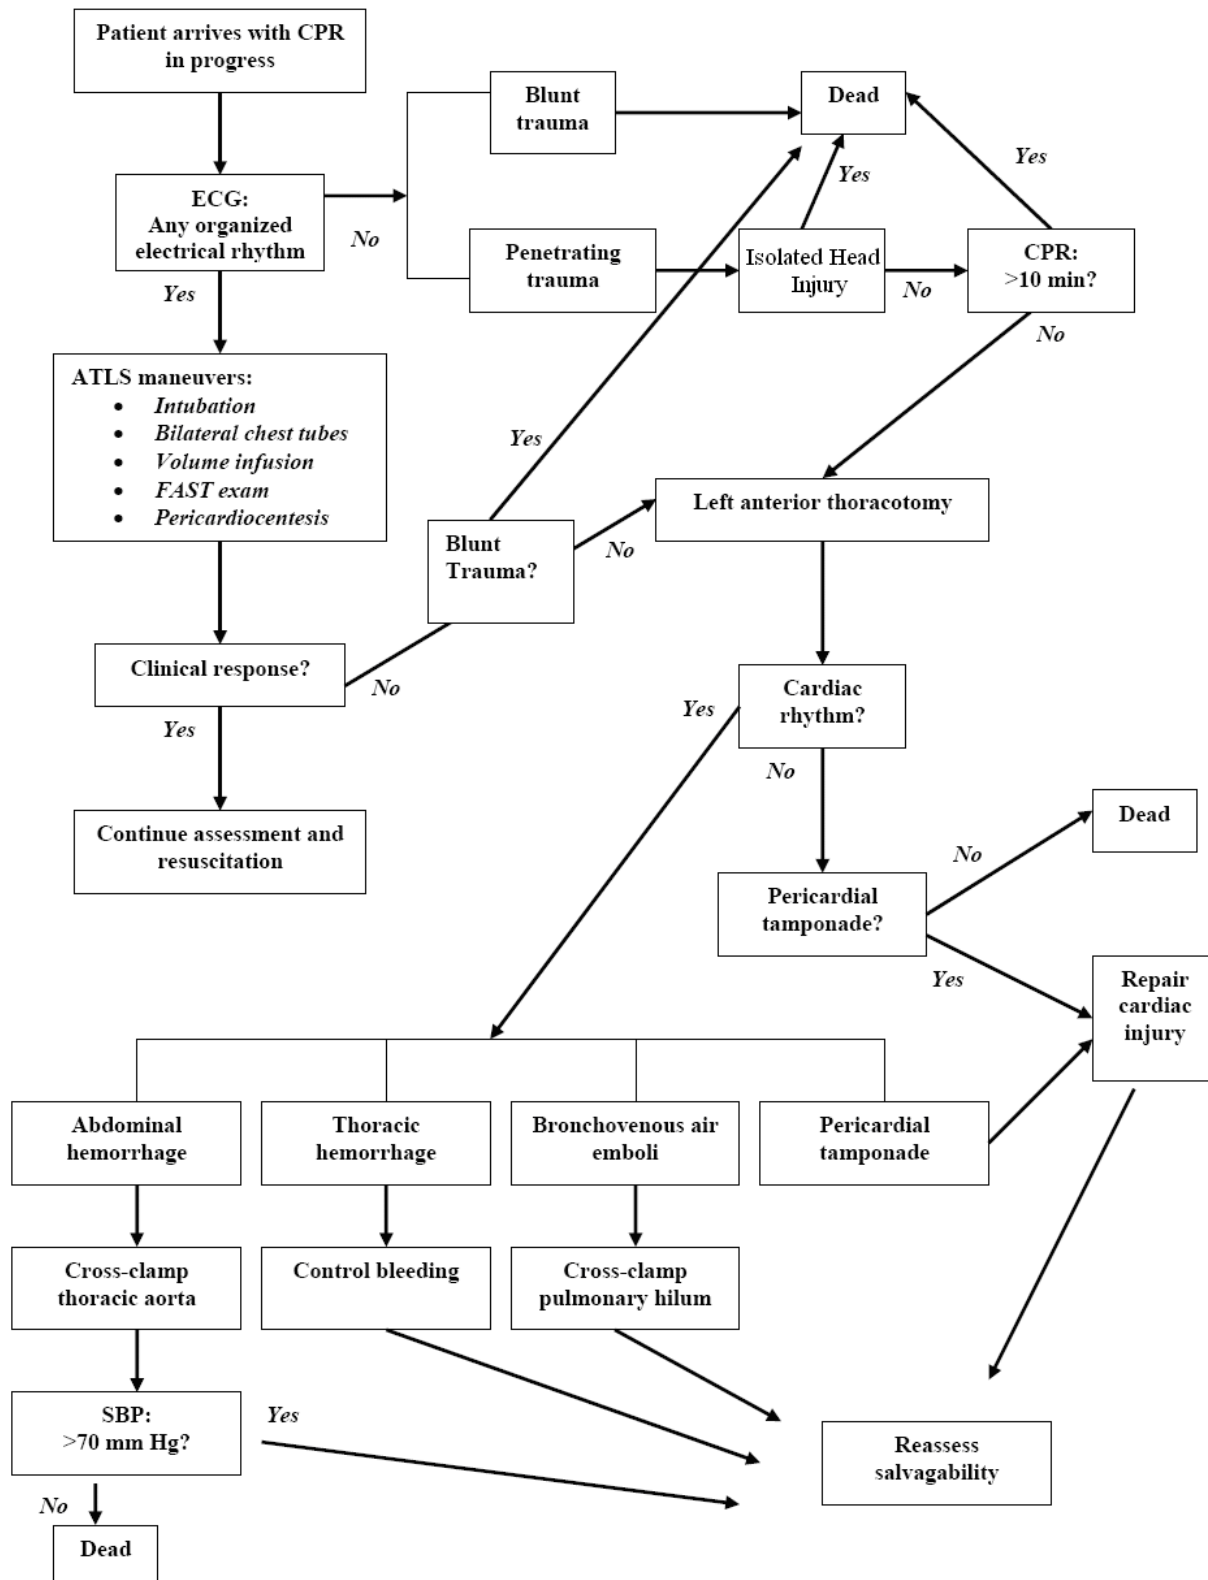 Patient arrives with CPR
in progress
Blunt
trauma
Dead
Yes
Yes
ECG:
Any organized
electrical rhythm
No
Penetrating
trauma
Isolated Head
Injury
No
CPR:
>10 min?
Yes
No
ATLS maneuvers:
• Intubation
• Bilateral chest tubes
• Volume infusion
• FAST exam
• Pericardiocentesis
Yes
Left anterior thoracotomy
Blunt
Trauma?
No
Clinical response?
No
Cardiac
rhythm?
Yes
Yes
No
Continue assessment and
resuscitation
Dead
No
Pericardial
tamponade?
Yes
Repair
cardiac
injury
Abdominal
hemorrhage
Thoracic
hemorrhage
Bronchovenous air
emboli
Pericardial
tamponade
Cross-clamp
thoracic aorta
Control bleeding
Cross-clamp
pulmonary hilum
SBP:
>70 mm Hg?
Yes
Reassess
salvagability
No
Dead